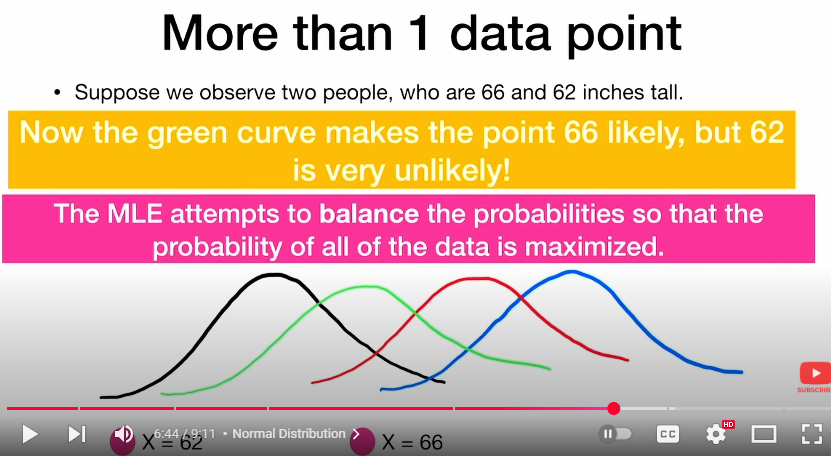 More than 1 data point
• Suppose we observe two people, who are 66 and 62 inches tall.
Now the green curve makes the point 66 likely, but 62
is very unlikely!
The MLE attempts to balance the probabilities so that the
probability of all of the data is maximized.
SUBSCRIBE
6:44 / 9:11 • Normal Distribution
X = 62
X = 66
CC
HD